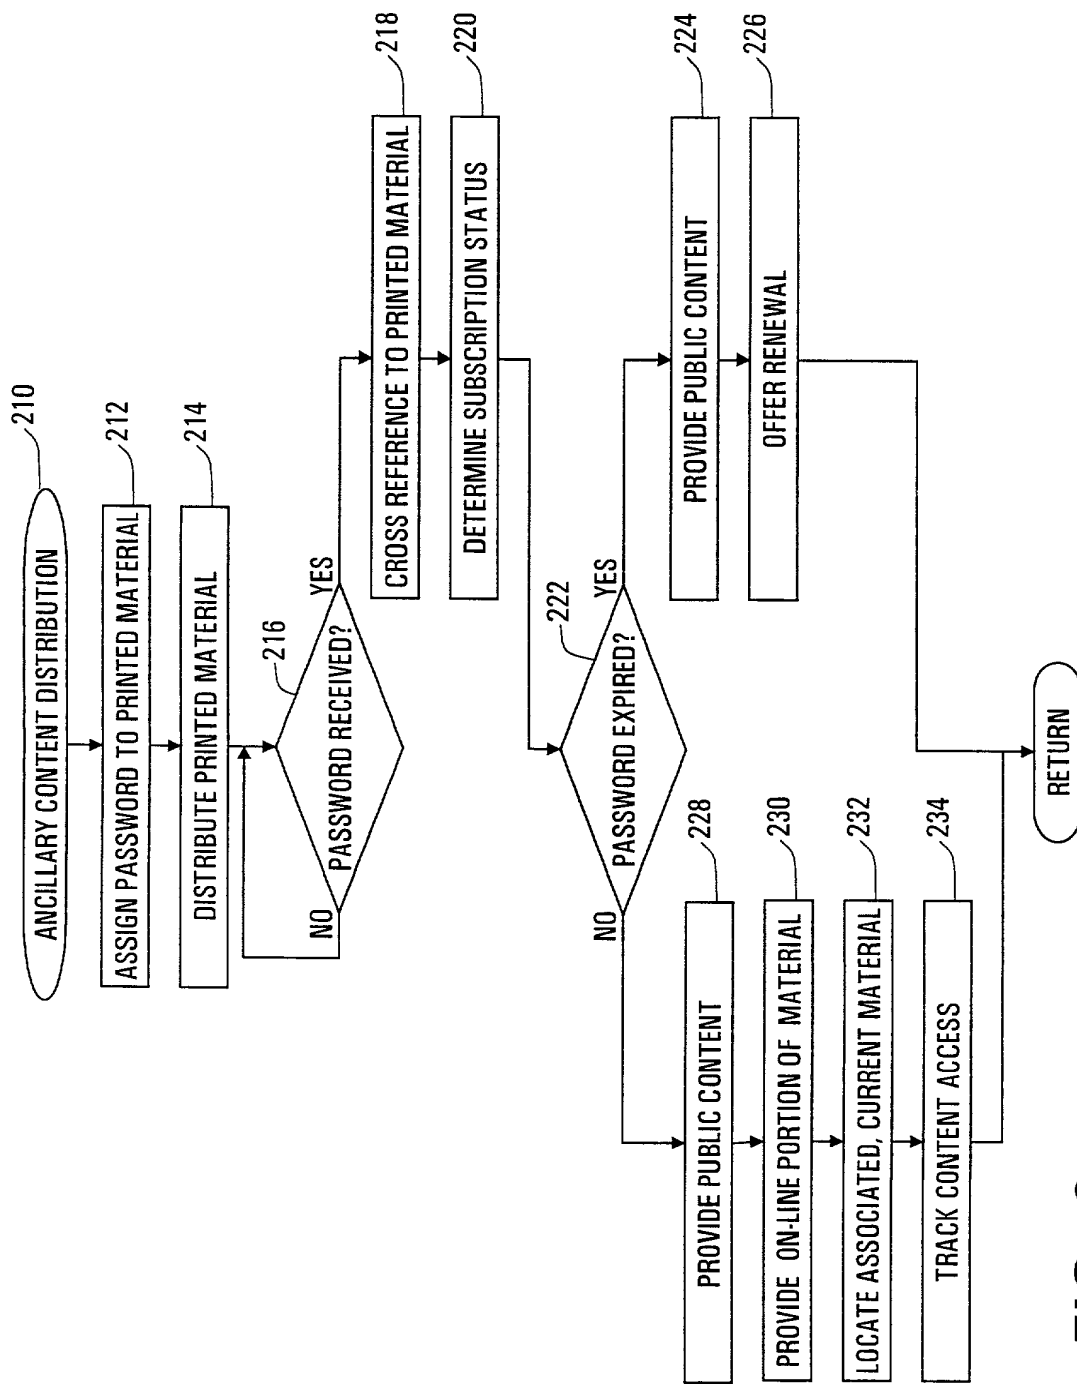 ANCILLARY CONTENT DISTRIBUTION
210
ASSIGN PASSWORD TO PRINTED MATERIAL
212
DISTRIBUTE PRINTED MATERIAL
214
PASSWORD RECEIVED?
216
NO
YES
CROSS REFERENCE TO PRINTED MATERIAL
218
DETERMINE SUBSCRIPTION STATUS
220
PASSWORD EXPIRED?
222
NO
YES
PROVIDE PUBLIC CONTENT
224
OFFER RENEWAL
226
PROVIDE PUBLIC CONTENT
228
PROVIDE ON-LINE PORTION OF MATERIAL
230
LOCATE ASSOCIATED, CURRENT MATERIAL
232
TRACK CONTENT ACCESS
234
RETURN